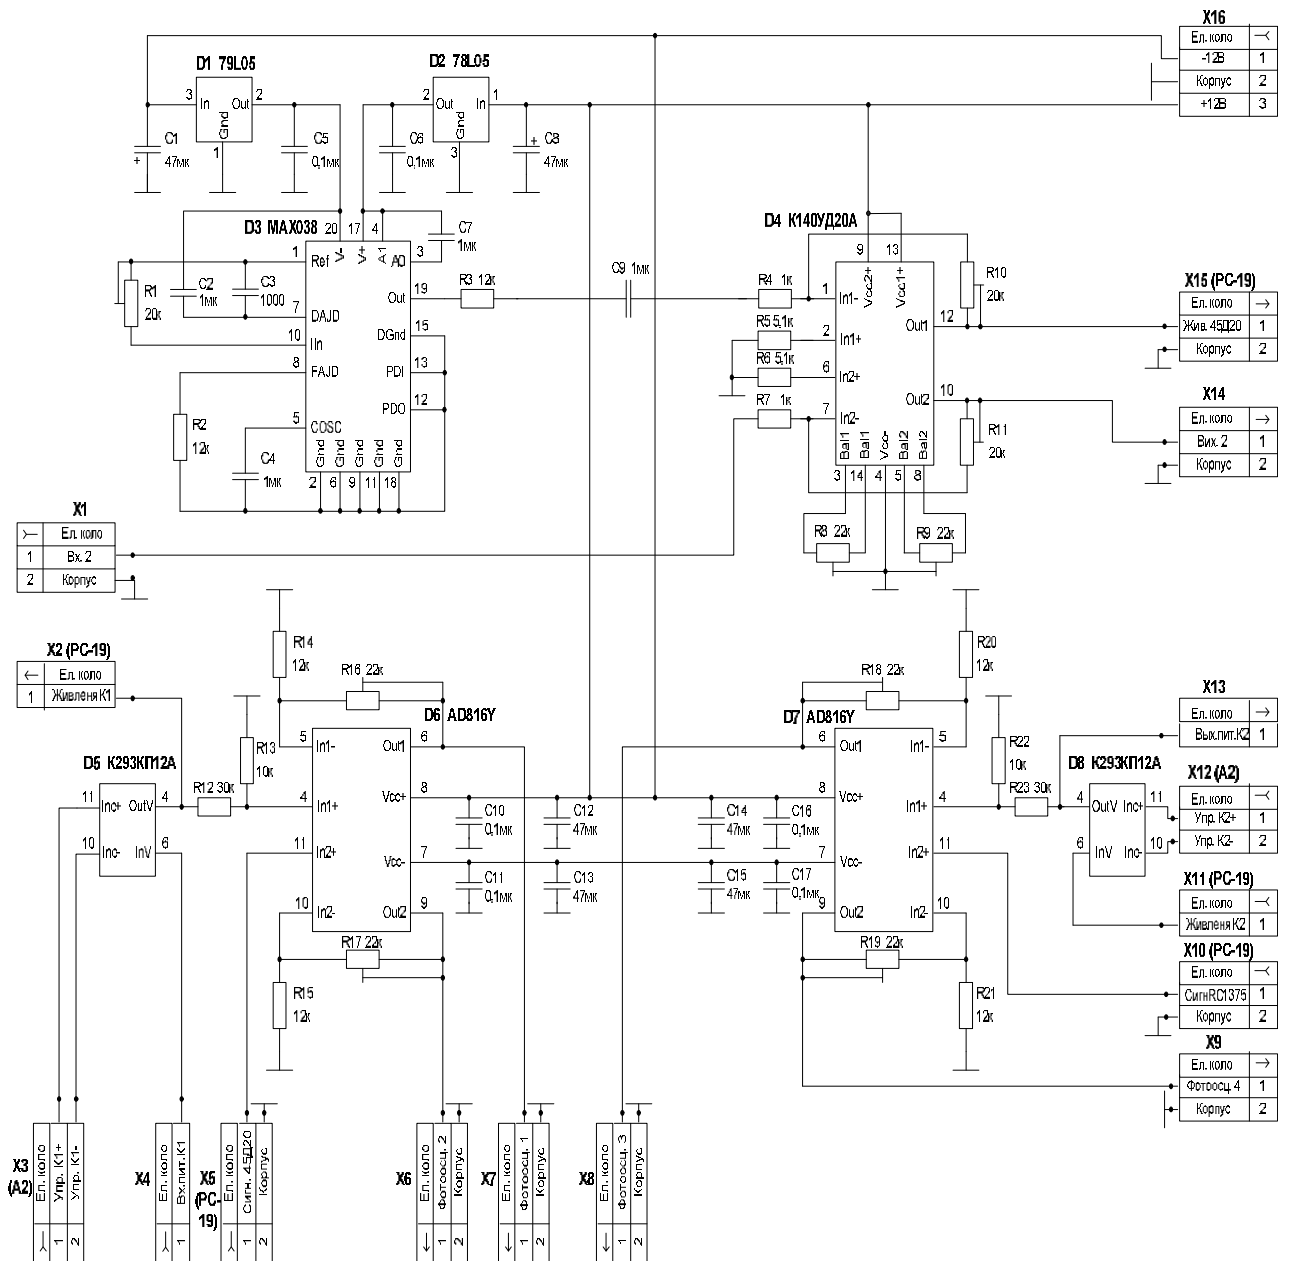 X16
Ел. коло
-12В 1
Корпус 2
+12В 3
D1 79L05
3 In Out 2
Gnd
1
D2 78L05
2 Out In 1
Gnd
3
C1
47мк
+
C5
0,1мк
C6
0,1мк
C8
47мк
+
D3 MAX038
20 17 4
V- V+ A1
1 Ref A0 3
7 DAJD
10 IIn
8 FAJD
5 COSC
Out 19
DGnd 15
PDI 13
PDO 12
Gnd Gnd Gnd Gnd Gnd
2 6 9 11 18
C7
1мк
R1
20к
C2
1мк
C3
1000
R2
12к
C4
1мк
R3 12к
C9 1мк
R4 1к
R5 5,1к
R6 5,1к
R7 1к
D4 К140УД20А
9 13
Vcc2+ Vcc1+
1 In1-
2 In1+
6 In2+
7 In2-
Out1 12
Out2 10
Bal1 Bal1 Vcc- Bal2 Bal2
3 14 4 5 8
R8 22к
R9 22к
R10
20к
R11
20к
X15 (РС-19)
Ел. коло
Жив. 45Д20 1
Корпус 2
X14
Ел. коло
Вих. 2 1
Корпус 2
X1
Ел. коло
1 Вх. 2
2 Корпус
X2 (РС-19)
Ел. коло
1 Живленя К1
R14
12к
R16 22к
R13
10к
D5 К293КП12А
11 Inc+ OutV 4
10 Inc- InV 6
R12 30к
D6 AD816Y
5 In1- Out1 6
4 In1+ Vcc+ 8
11 In2+ Vcc- 7
10 In2- Out2 9
R17 22к
R15
12к
C10
0,1мк
C12
47мк
C11
0,1мк
C13
47мк
C14
47мк
C16
0,1мк
C15
47мк
C17
0,1мк
R18 22к
R20
12к
D7 AD816Y
6 Out1 In1- 5
8 Vcc+ In1+ 4
7 Vcc- In2+ 11
9 Out2 In2- 10
R19 22к
R21
12к
R22
10к
R23 30к
D8 К293КП12А
4 OutV Inc+ 11
6 InV Inc- 10
X13
Ел. коло
Вых.пит.К2 1
X12 (А2)
Ел. коло
Упр. К2+ 1
Упр. К2- 2
X11 (РС-19)
Ел. коло
Живленя К2 1
X10 (РС-19)
Ел. коло
СигнRC1375 1
Корпус 2
X9
Ел. коло
Фотоосц. 4 1
Корпус 2
X3
(А2)
Ел. коло
Упр. К1+ 1
Упр. К1- 2
X4
Ел. коло
Вх.пит.К1 1
X5
(РС-
19)
Ел. коло
Сигн. 45Д20 1
Корпус 2
X6
Ел. коло
Фотоосц. 2 1
Корпус 2
X7
Ел. коло
Фотоосц. 1 1
Корпус 2
X8
Ел. коло
Фотоосц. 3 1
Корпус 2